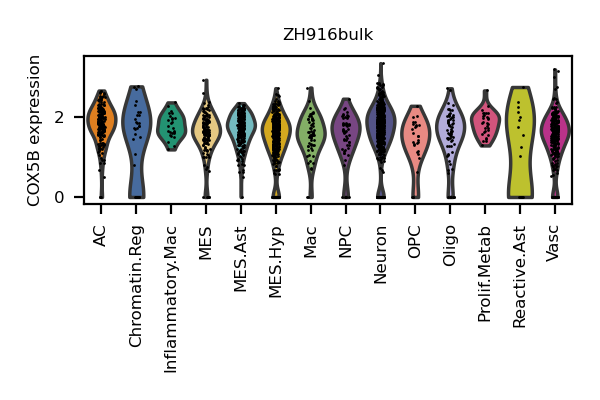 ZH916bulk
COX5B expression
2
0
AC
Chromatin.Reg
Inflammatory.Mac
MES
MES.Ast
MES.Hyp
Mac
NPC
Neuron
OPC
Oligo
Prolif.Metab
Reactive.Ast
Vasc